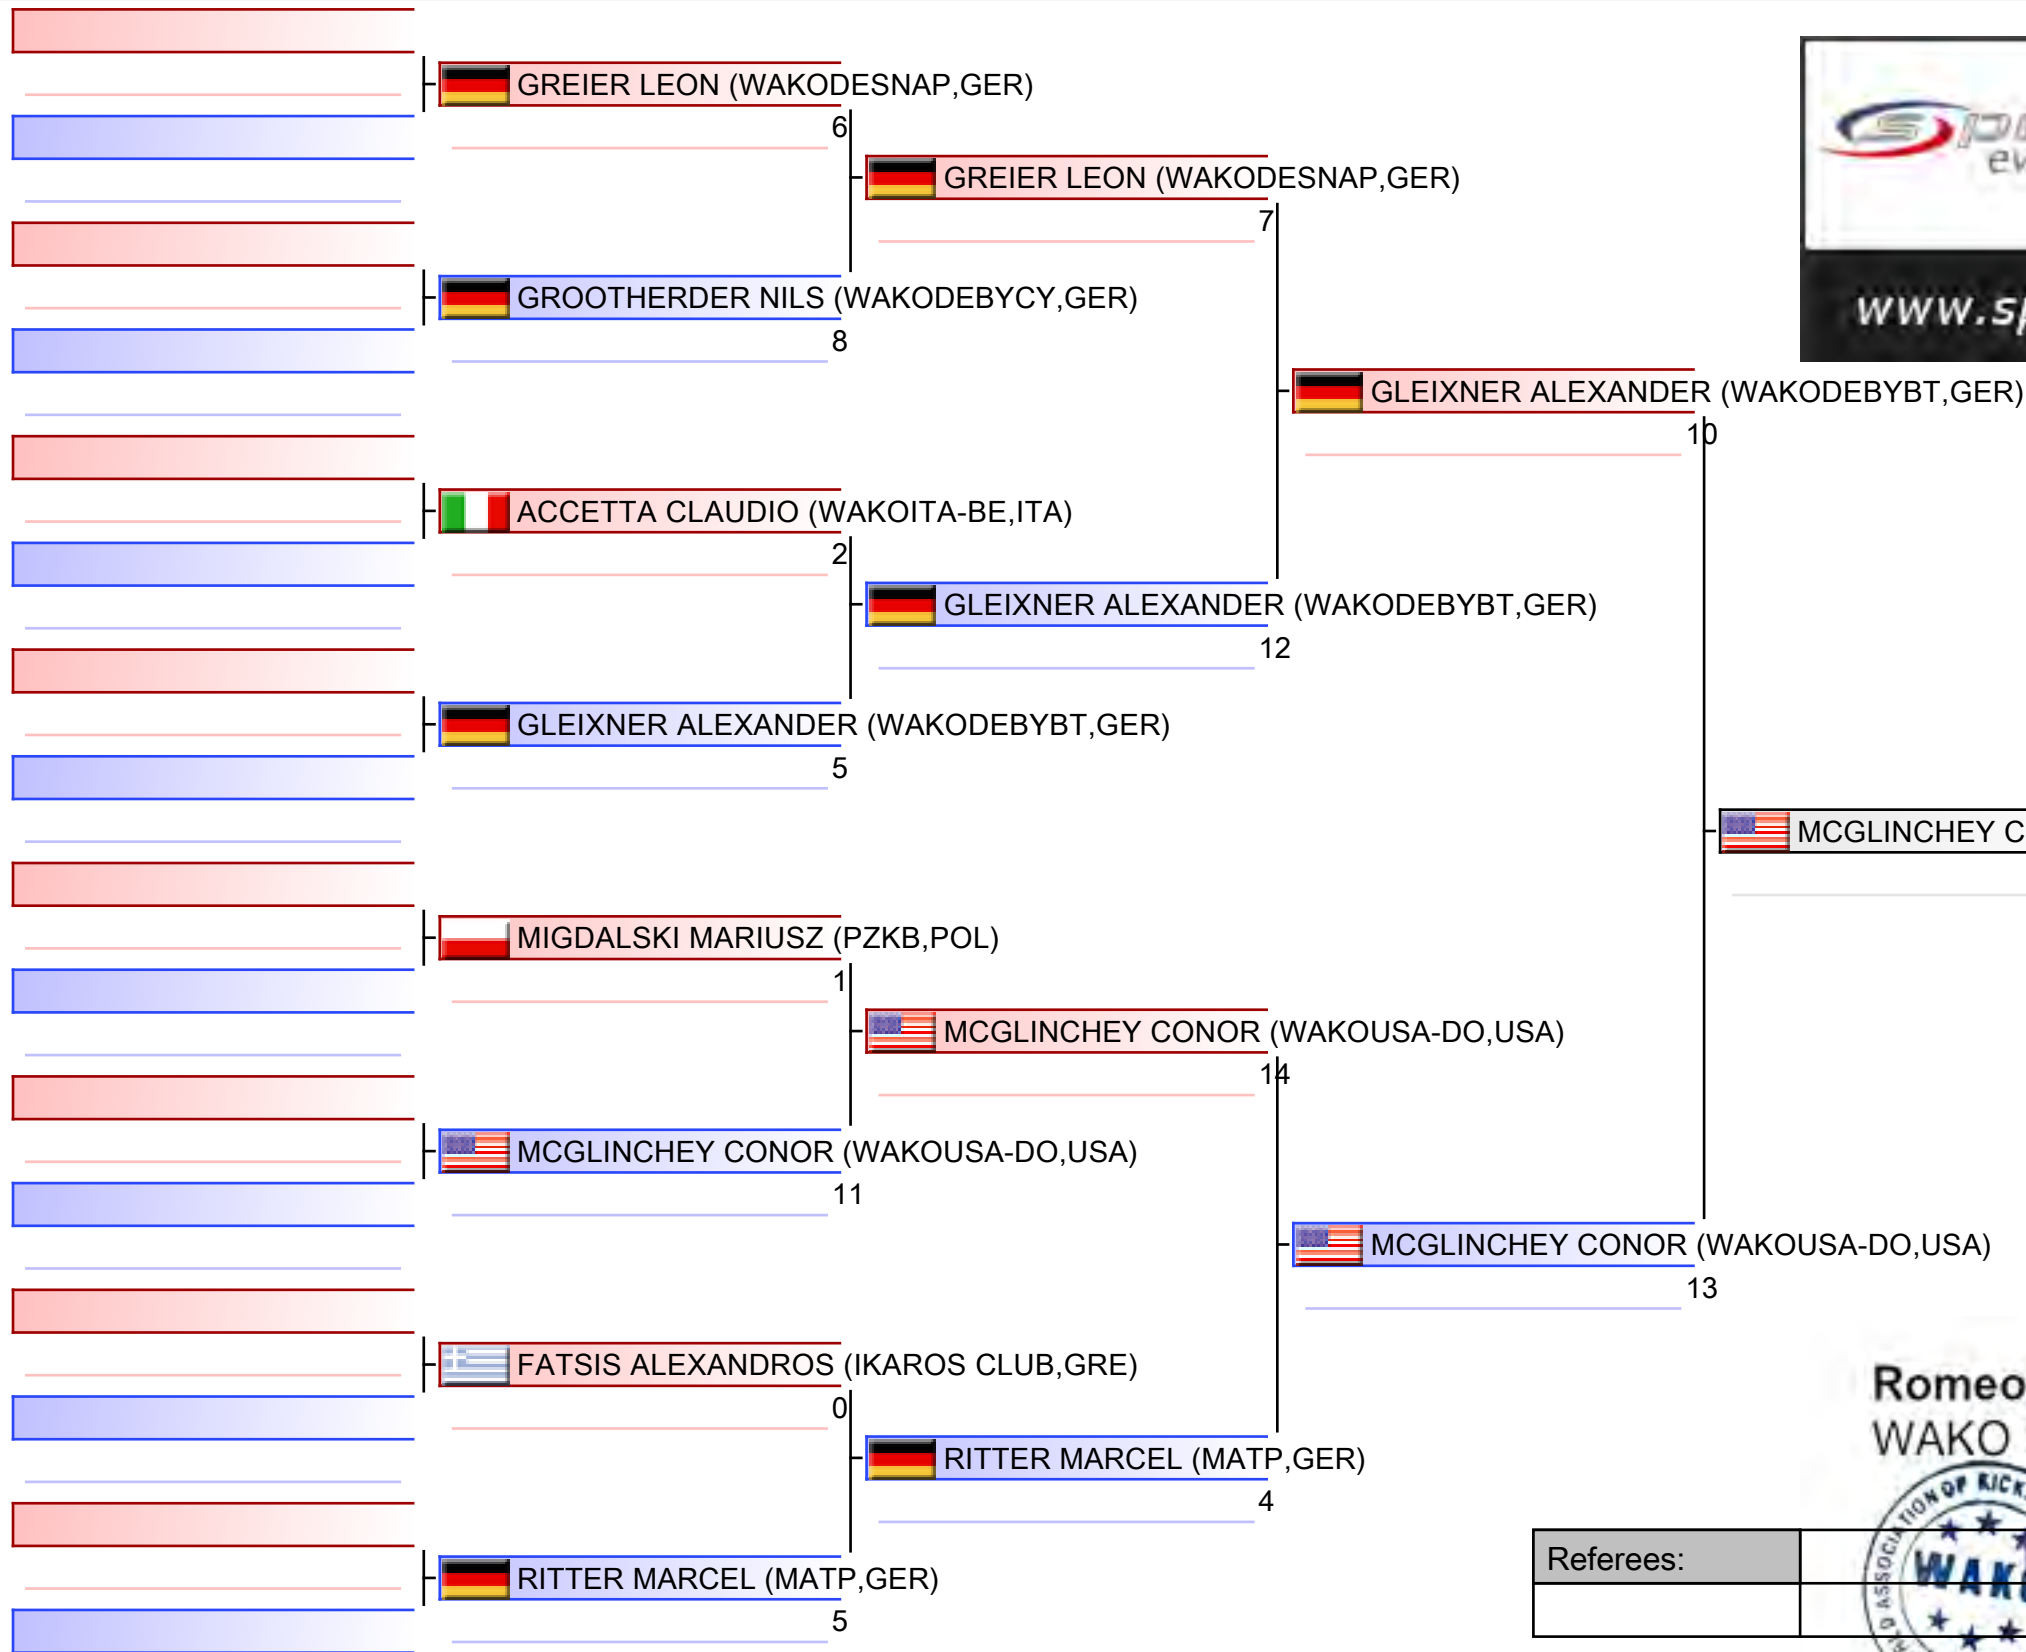 GREIER LEON (WAKODESNAP,GER)
6
GREIER LEON (WAKODESNAP,GER)
7
GROOTHERDER NILS (WAKODEBYCY,GER)
8
GLEIXNER ALEXANDER (WAKODEBYBT,GER)
10
ACCETTA CLAUDIO (WAKOITA-BE,ITA)
2
GLEIXNER ALEXANDER (WAKODEBYBT,GER)
12
GLEIXNER ALEXANDER (WAKODEBYBT,GER)
5
MCGLINCHEY C
MIGDALSKI MARIUSZ (PZKB,POL)
1
MCGLINCHEY CONOR (WAKOUSA-DO,USA)
14
MCGLINCHEY CONOR (WAKOUSA-DO,USA)
11
MCGLINCHEY CONOR (WAKOUSA-DO,USA)
13
FATSIS ALEXANDROS (IKAROS CLUB,GRE)
0
RITTER MARCEL (MATP,GER)
4
RITTER MARCEL (MATP,GER)
5
www.sp
Romeo
WAKO
Referees: